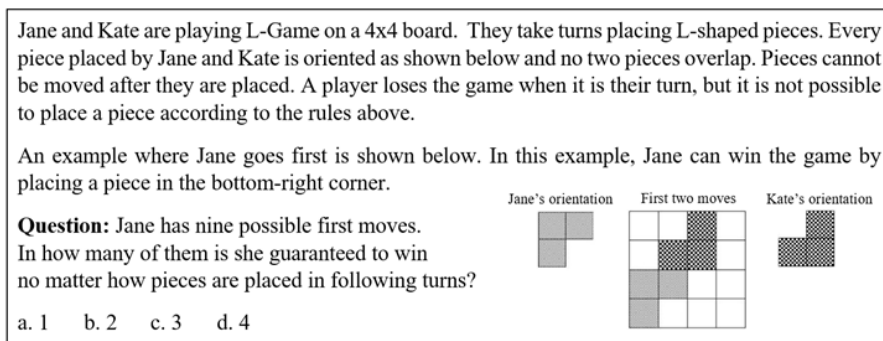 Jane and Kate are playing L-Game on a 4x4 board. They take turns placing L-shaped pieces. Every
piece placed by Jane and Kate is oriented as shown below and no two pieces overlap. Pieces cannot
be moved after they are placed. A player loses the game when it is their turn, but it is not possible
to place a piece according to the rules above.
An example where Jane goes first is shown below. In this example, Jane can win the game by
placing a piece in the bottom-right corner.
Jane's orientation First two moves Kate's orientation
Question: Jane has nine possible first moves.
In how many of them is she guaranteed to win
no matter how pieces are placed in following turns?
a. 1 b. 2 c. 3 d. 4